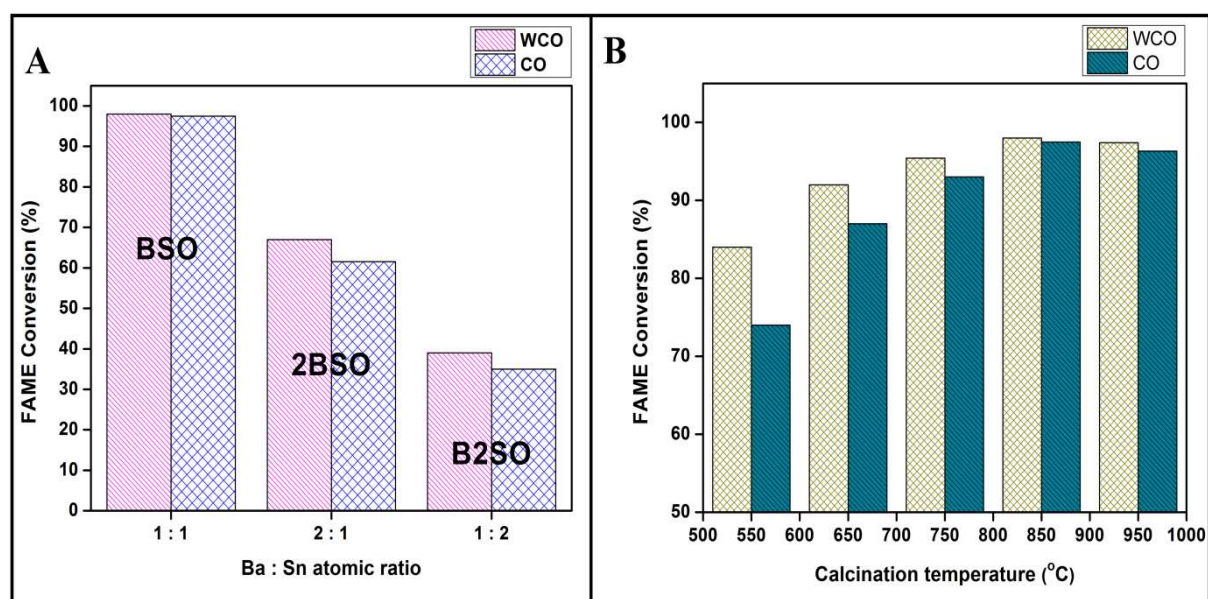 A
WCO
CO
FAME Conversion (%)
100
90
80
70
60
50
40
30
20
10
0
BSO
2BSO
B2SO
1 : 1
2 : 1
1 : 2
Ba : Sn atomic ratio
B
WCO
CO
FAME Conversion (%)
100
90
80
70
60
50
500 550 600 650 700 750 800 850 900 950 1000
Calcination temperature (°C)